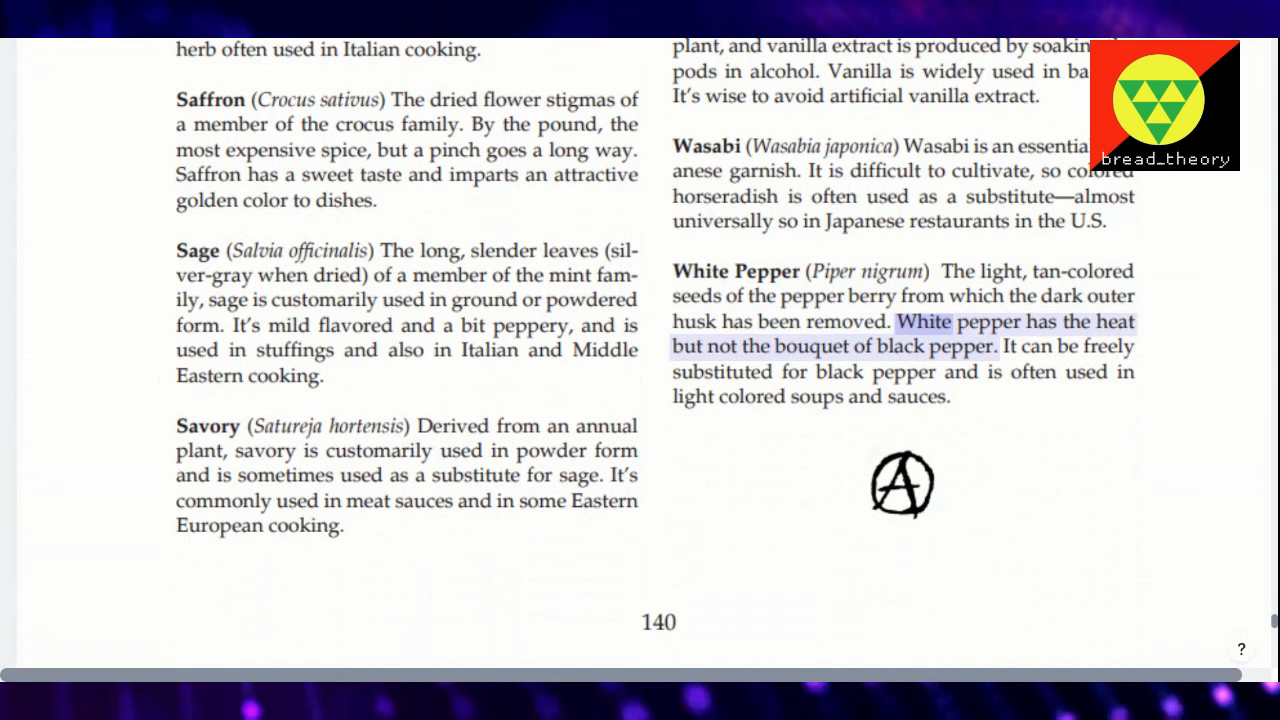 herb often used in Italian cooking.
Saffron (Crocus sativus) The dried flower stigmas of
a member of the crocus family. By the pound, the
most expensive spice, but a pinch goes a long way.
Saffron has a sweet taste and imparts an attractive
golden color to dishes.
Sage (Salvia officinalis) The long, slender leaves (sil-
ver-gray when dried) of a member of the mint fam-
ily, sage is customarily used in ground or powdered
form. It's mild flavored and a bit peppery, and is
used in stuffings and also in Italian and Middle
Eastern cooking.
Savory (Satureja hortensis) Derived from an annual
plant, savory is customarily used in powder form
and is sometimes used as a substitute for sage. It's
commonly used in meat sauces and in some Eastern
European cooking.
plant, and vanilla extract is produced by soakin
pods in alcohol. Vanilla is widely used in ba
It's wise to avoid artificial vanilla extract.
Wasabi (Wasabia japonica) Wasabi is an essential
anese garnish. It is difficult to cultivate, so colored
horseradish is often used as a substitute—almost
universally so in Japanese restaurants in the U.S.
White Pepper (Piper nigrum) The light, tan-colored
seeds of the pepper berry from which the dark outer
husk has been removed. White pepper has the heat
but not the bouquet of black pepper. It can be freely
substituted for black pepper and is often used in
light colored soups and sauces.
A
140
bread_theory
?